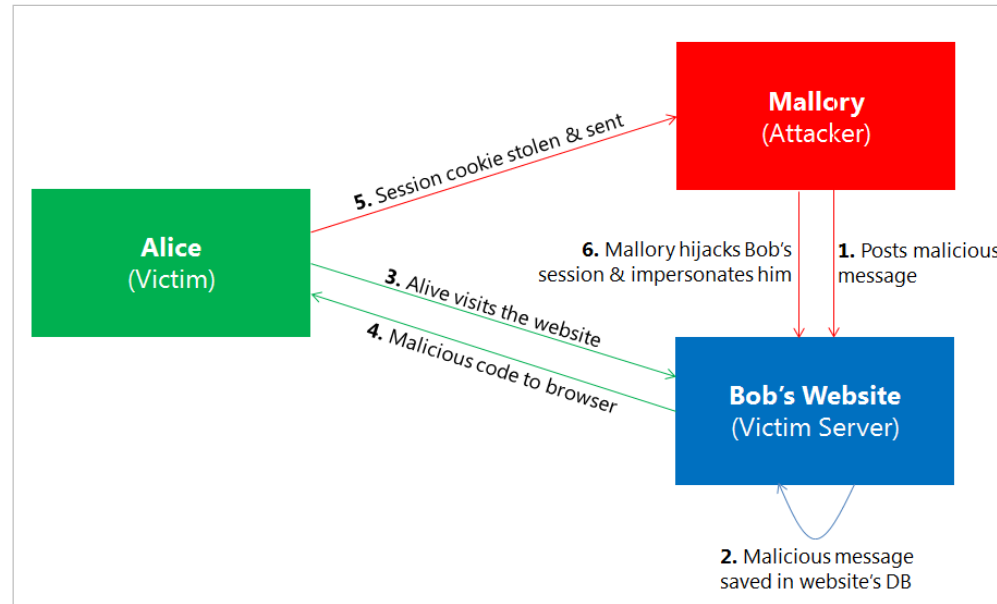 Mallory
(Attacker)
5. Session cookie stolen & sent
Alice
(Victim)
6. Mallory hijacks Bob's
session & impersonates him
1. Posts malicious
message
3. Alive visits the website
4. Malicious code to browser
Bob's Website
(Victim Server)
2. Malicious message
saved in website's DB